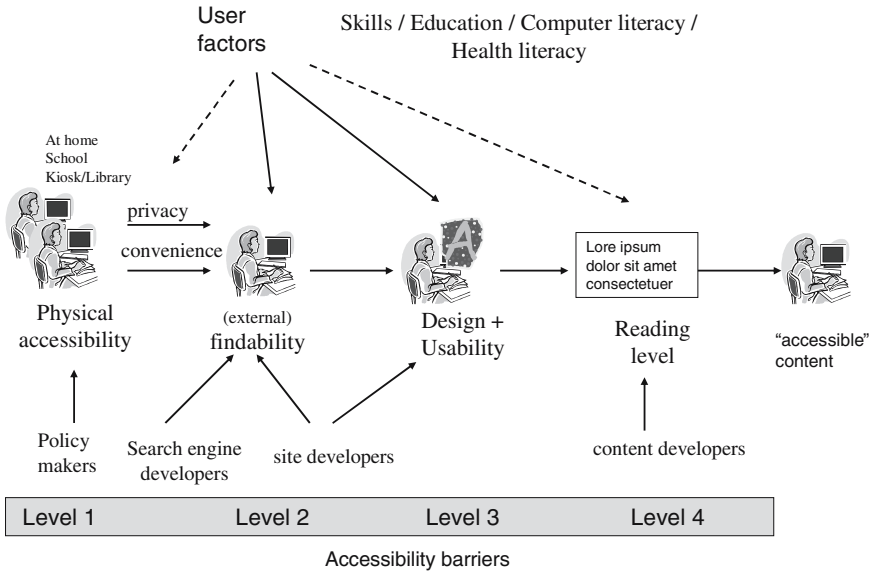 User
factors
Skills / Education / Computer literacy /
Health literacy
At home
School
Kiosk/Library
privacy
convenience
Lore ipsum
dolor sit amet
consectetuer
A
Physical
accessibility
(external)
findability
Design +
Usability
Reading
level
“accessible”
content
Policy
makers
Search engine
developers
site developers
content developers
Level 1
Level 2
Level 3
Level 4
Accessibility barriers